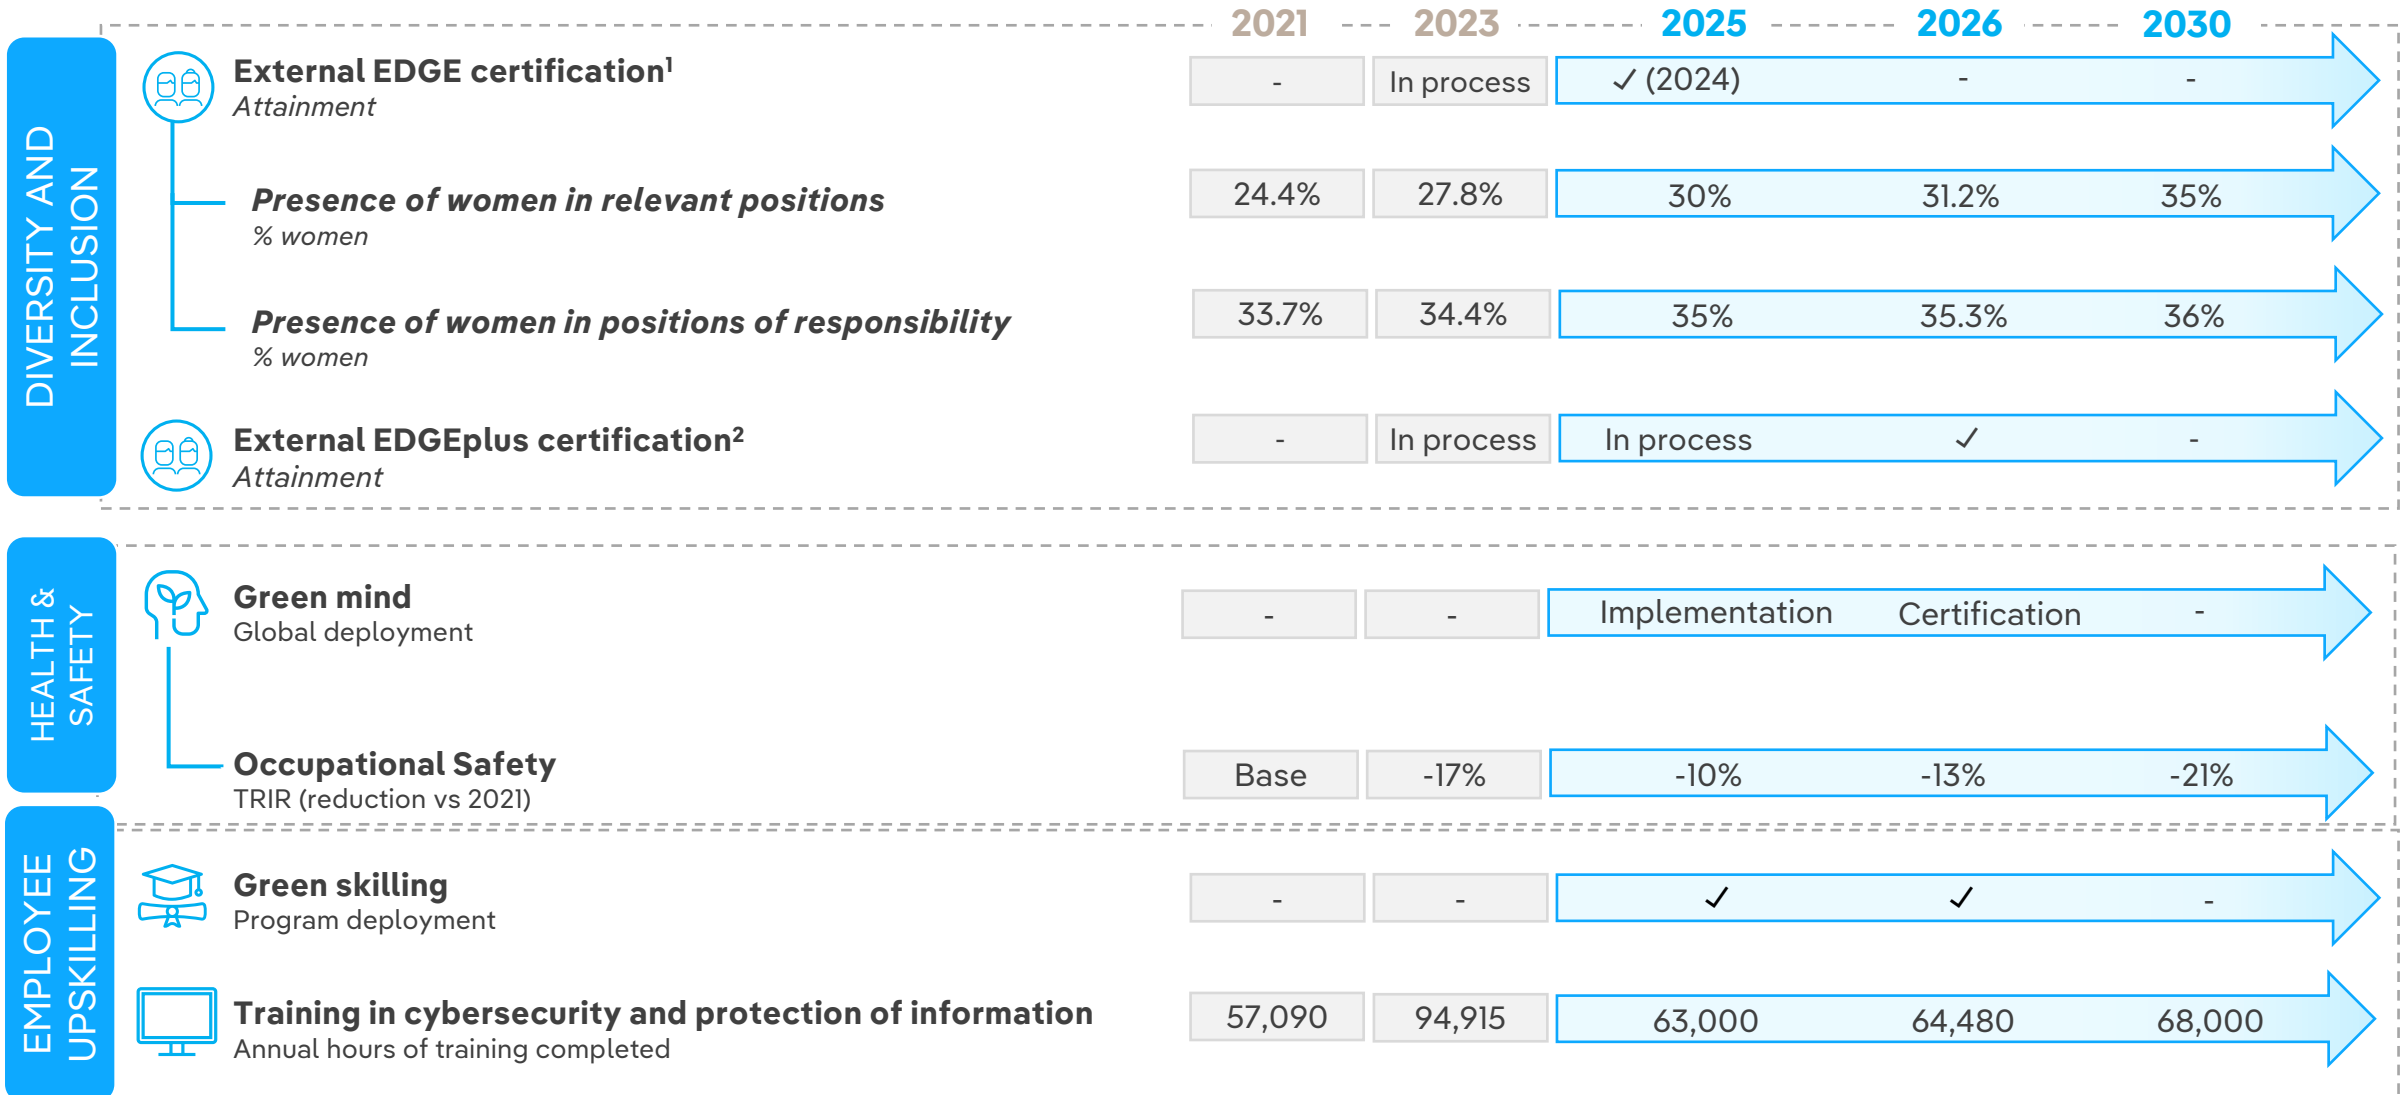 2021 2023 2025 2026 2030
DIVERSITY AND
INCLUSION
External EDGE certification¹
Attainment
- In process ✓ (2024) - -
Presence of women in relevant positions
% women
24.4% 27.8% 30% 31.2% 35%
Presence of women in positions of responsibility
% women
33.7% 34.4% 35% 35.3% 36%
External EDGEplus certification²
Attainment
- In process In process ✓ -
HEALTH &
SAFETY
Green mind
Global deployment
- - Implementation Certification -
Occupational Safety
TRIR (reduction vs 2021)
Base -17% -10% -13% -21%
EMPLOYEE
UPSKILLING
Green skilling
Program deployment
- - ✓ ✓ -
Training in cybersecurity and protection of information
Annual hours of training completed
57,090 94,915 63,000 64,480 68,000